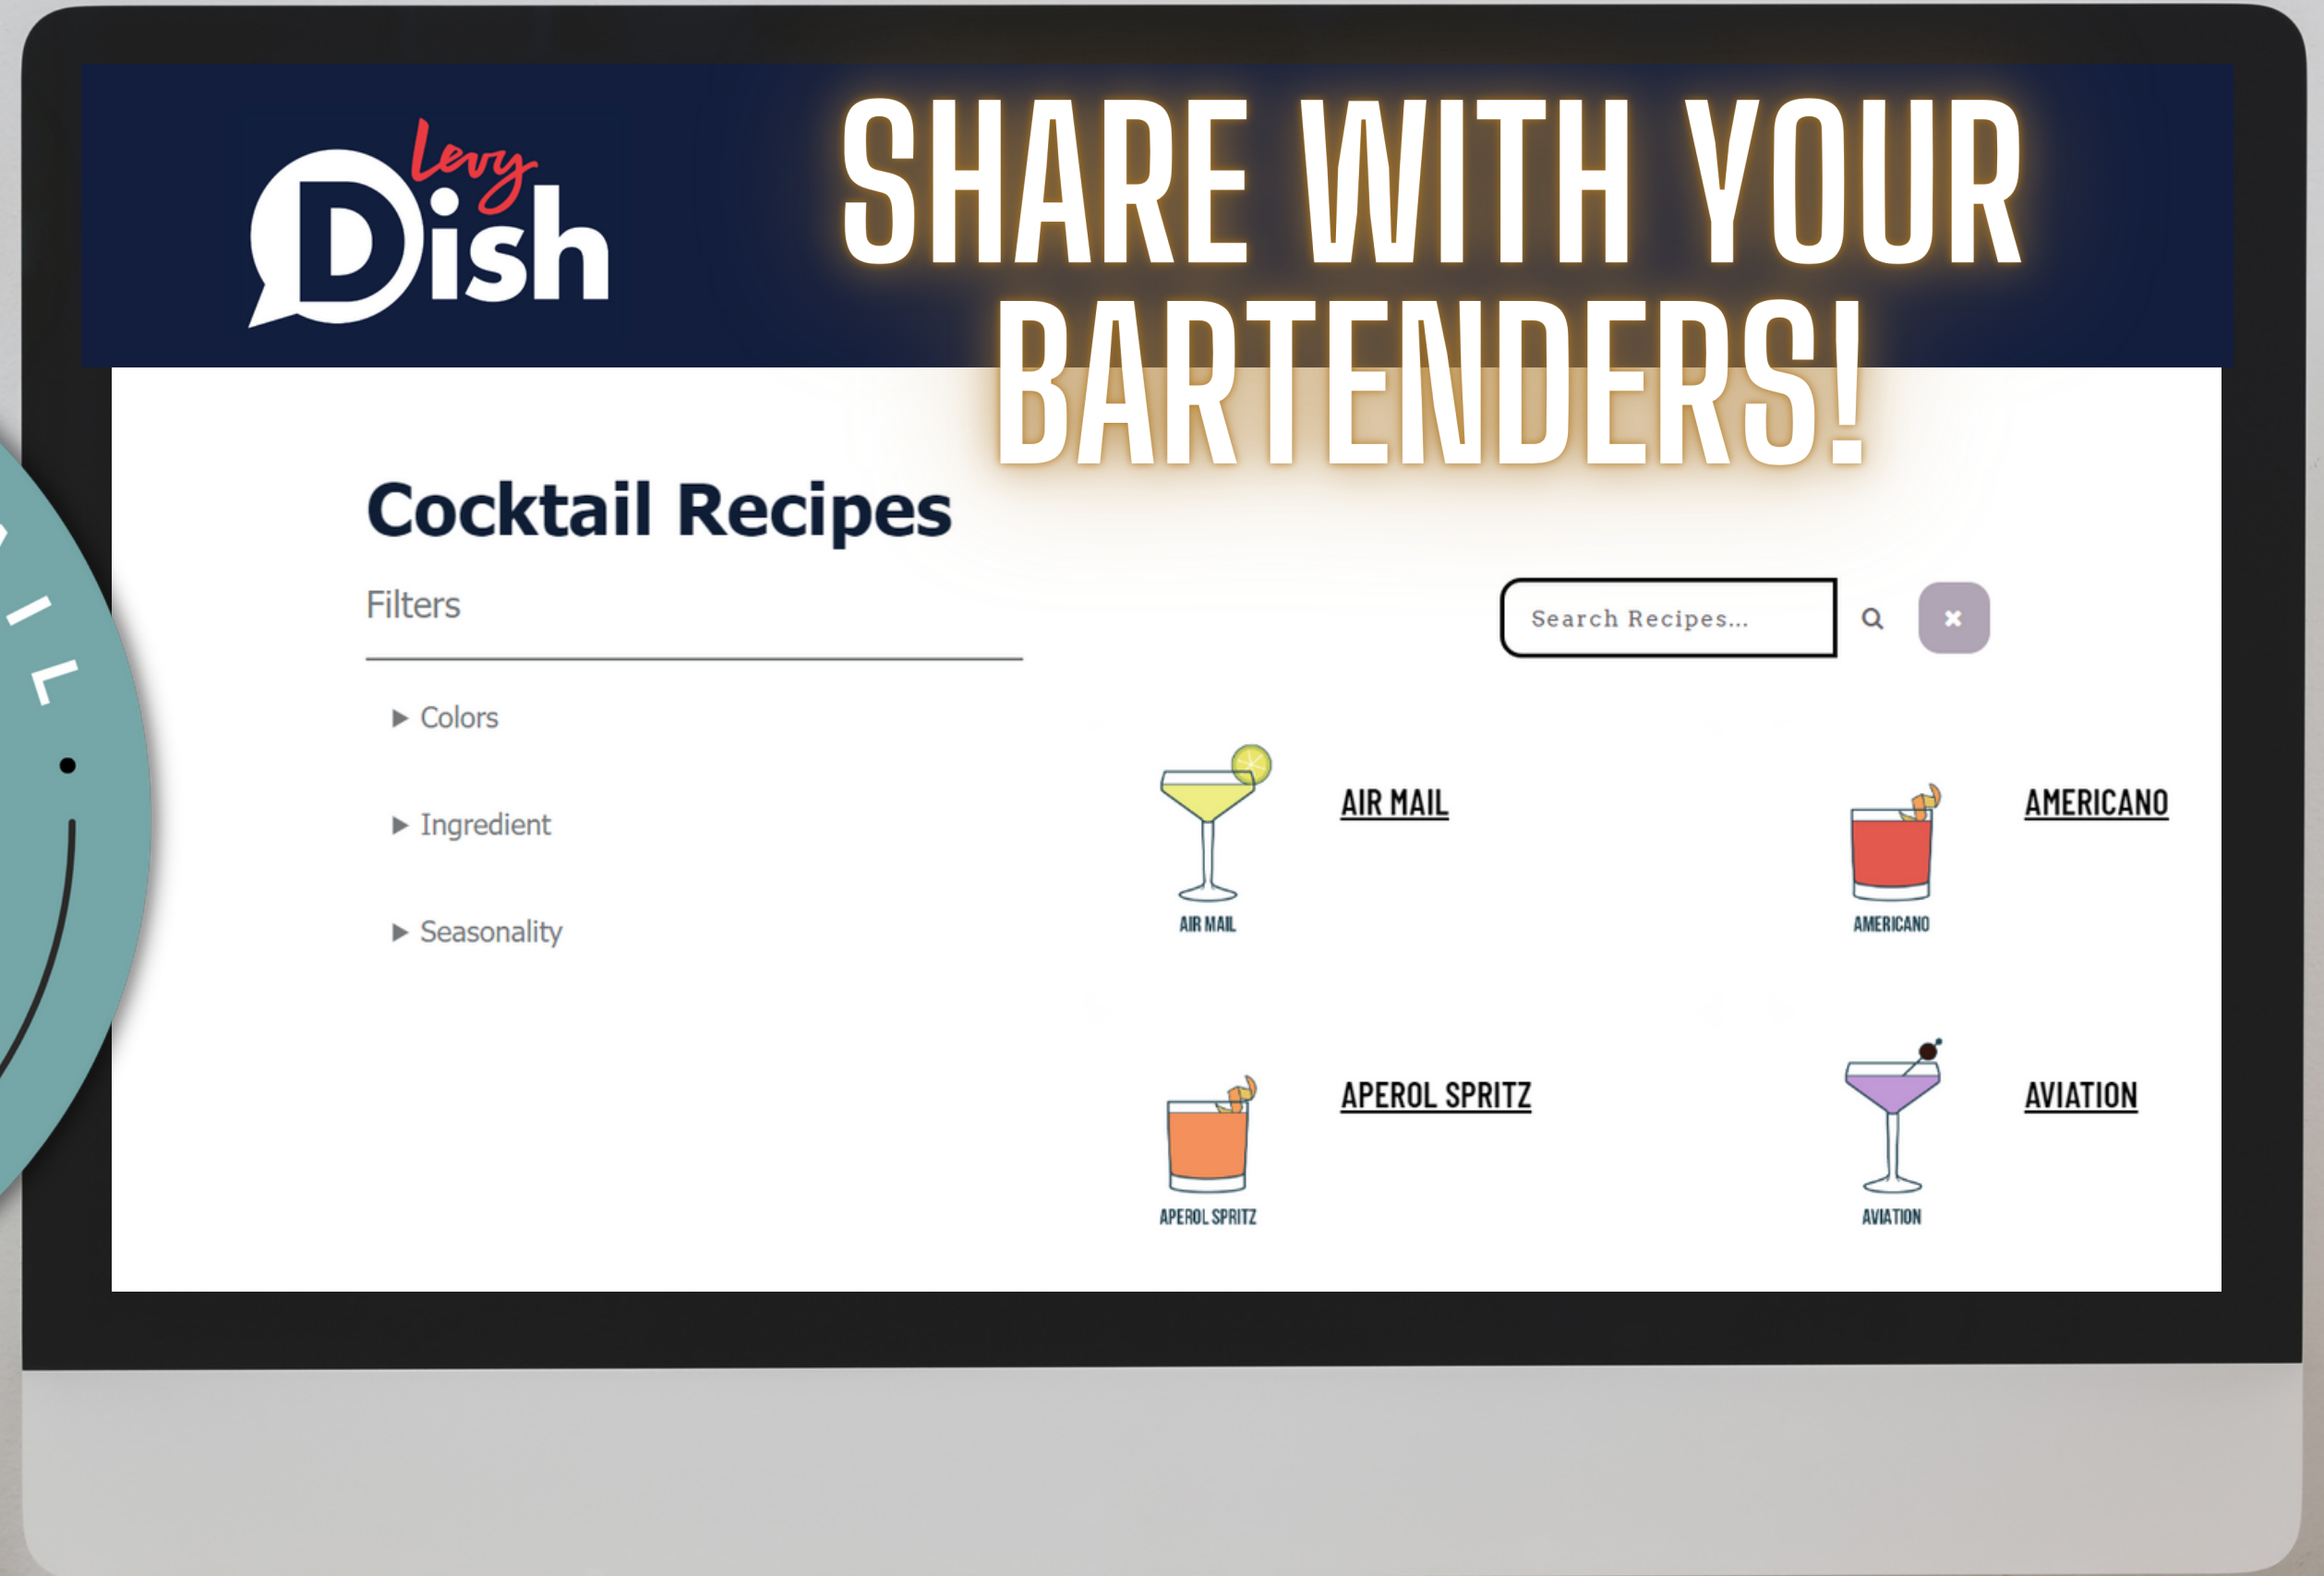 Levy
Dish
SHARE WITH YOUR
BARTENDERS!
Cocktail Recipes
Filters
Search Recipes...
Colors
Ingredient
Seasonality
AIR MAIL
AIR MAIL
AMERICANO
AMERICANO
APEROL SPRITZ
APEROL SPRITZ
AVIATION
AVIATION